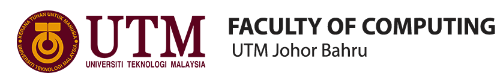 UTM
UNIVERSITI TEKNOLOGI MALAYSIA
FACULTY OF COMPUTING
UTM Johor Bahru